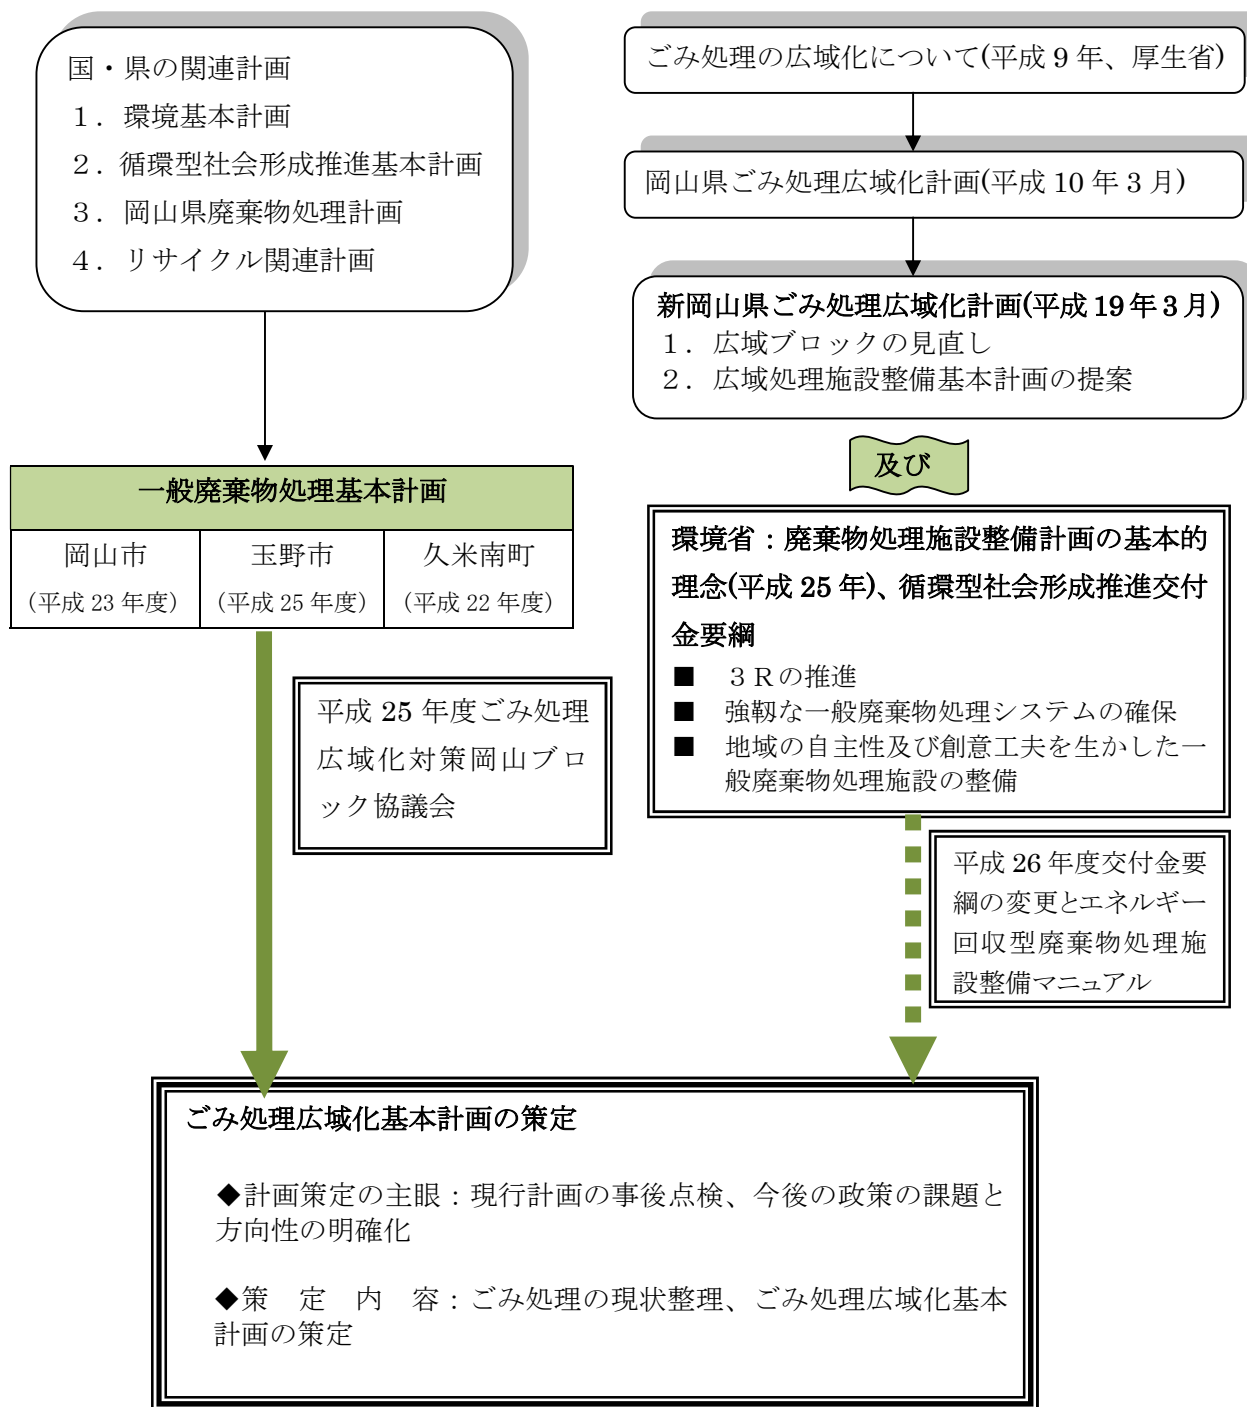 国・県の関連計画
１．環境基本計画
２．循環型社会形成推進基本計画
３．岡山県廃棄物処理計画
４．リサイクル関連計画
ごみ処理の広域化について(平成 9 年、厚生省)
岡山県ごみ処理広域化計画(平成 10 年 3 月)
新岡山県ごみ処理広域化計画(平成 19 年 3 月)
１．広域ブロックの見直し
２．広域処理施設整備基本計画の提案
及び
一般廃棄物処理基本計画
岡山市
(平成 23 年度)
玉野市
(平成 25 年度)
久米南町
(平成 22 年度)
環境省：廃棄物処理施設整備計画の基本的
理念(平成 25 年)、循環型社会形成推進交付
金要綱
■ ３Ｒの推進
■ 強靱な一般廃棄物処理システムの確保
■ 地域の自主性及び創意工夫を生かした一
般廃棄物処理施設の整備
平成 25 年度ごみ処理
広域化対策岡山ブロ
ック協議会
平成 26 年度交付金要
綱の変更とエネルギー
回収型廃棄物処理施
設整備マニュアル
ごみ処理広域化基本計画の策定
◆計画策定の主眼：現行計画の事後点検、今後の政策の課題と
方向性の明確化
◆策　定　内　容：ごみ処理の現状整理、ごみ処理広域化基本
計画の策定